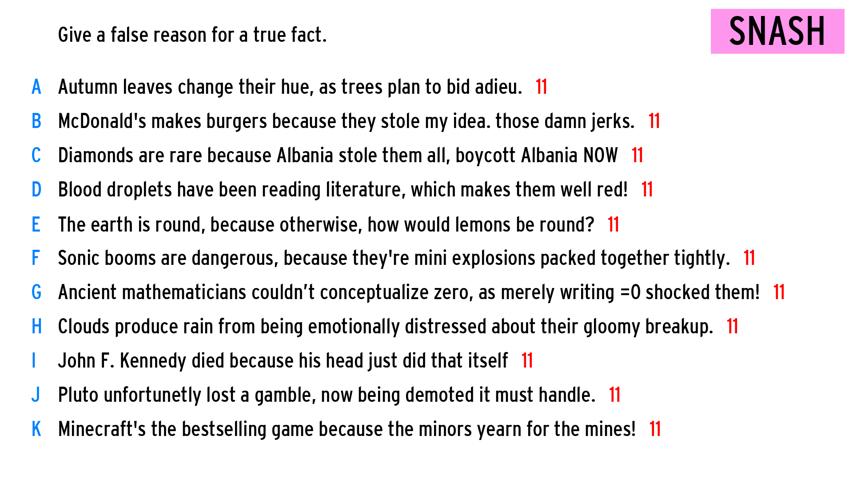 Give a false reason for a true fact.
SNASH
A Autumn leaves change their hue, as trees plan to bid adieu. 11
B McDonald's makes burgers because they stole my idea. those damn jerks. 11
C Diamonds are rare because Albania stole them all, boycott Albania NOW 11
D Blood droplets have been reading literature, which makes them well red! 11
E The earth is round, because otherwise, how would lemons be round? 11
F Sonic booms are dangerous, because they're mini explosions packed together tightly. 11
G Ancient mathematicians couldn’t conceptualize zero, as merely writing =0 shocked them! 11
H Clouds produce rain from being emotionally distressed about their gloomy breakup. 11
I John F. Kennedy died because his head just did that itself 11
J Pluto unfortunetly lost a gamble, now being demoted it must handle. 11
K Minecraft's the bestselling game because the minors yearn for the mines! 11